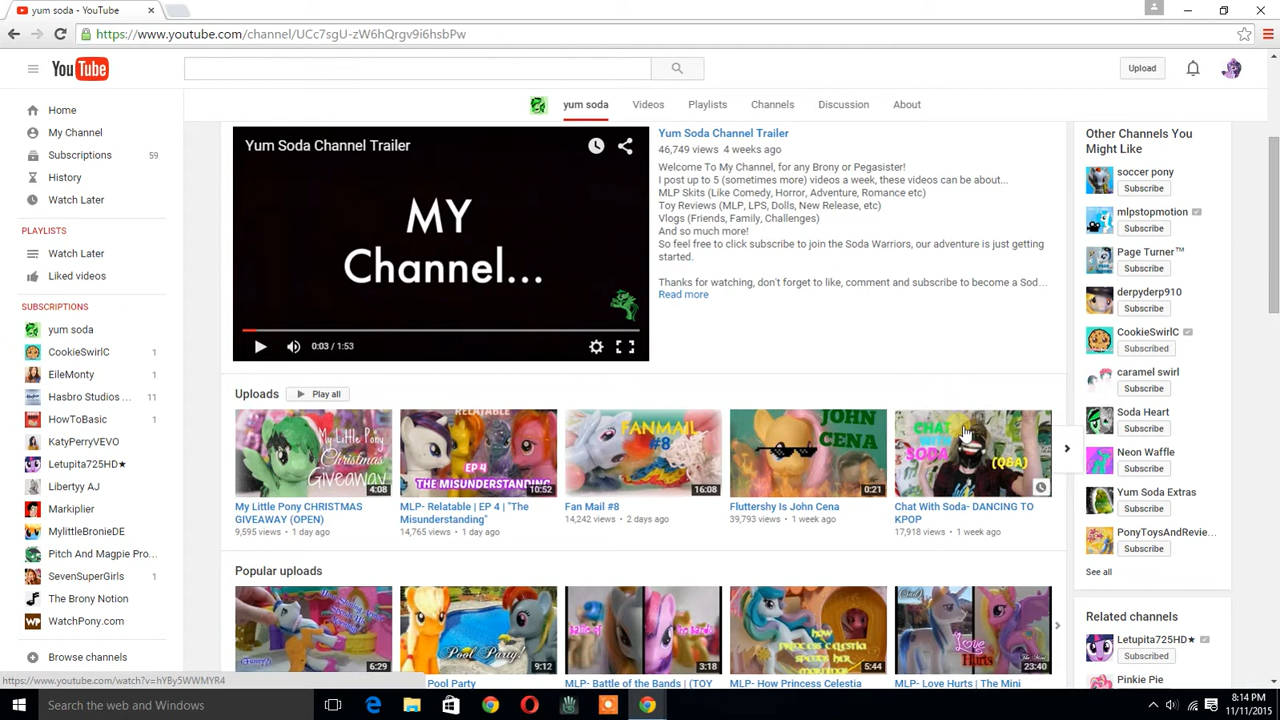 yum soda - YouTube
https://www.youtube.com/channel/UCc7sgU-zW6hQrgv9i6hsbPw
YouTube
Upload
yum soda
Videos
Playlists
Channels
Discussion
About
Home
My Channel
Subscriptions 59
History
Watch Later
PLAYLISTS
Watch Later
Liked videos
SUBSCRIPTIONS
yum soda
CookieSwirlC 1
EileMonty 1
Hasbro Studios ... 11
HowToBasic 1
KatyPerryVEVO
Letupita725HD★
Libertyy AJ
Markiplier
MylittleBronieDE
Pitch And Magpie Pro...
SevenSuperGirls 1
The Brony Notion
WatchPony.com
Browse channels
Yum Soda Channel Trailer
MY
Channel...
0:03 / 1:53
Yum Soda Channel Trailer
46,749 views 4 weeks ago
Welcome To My Channel, for any Brony or Pegasister!
I post up to 5 (sometimes more) videos a week, these videos can be about...
MLP Skits (Like Comedy, Horror, Adventure, Romance etc)
Toy Reviews (MLP, LPS, Dolls, New Release, etc)
Vlogs (Friends, Family, Challenges)
And so much more!
So feel free to click subscribe to join the Soda Warriors, our adventure is just getting
started.
Thanks for watching, don't forget to like, comment and subscribe to become a Sod...
Read more
Uploads
Play all
My Little Pony
Christmas
GIVEAWAY
4:08
My Little Pony CHRISTMAS
GIVEAWAY (OPEN)
9,595 views • 1 day ago
RELATABLE
EP 4
THE MISUNDERSTANDING
10:52
MLP- Relatable | EP 4 | "The
Misunderstanding"
14,765 views • 1 day ago
FANMAIL
#8
16:08
Fan Mail #8
14,242 views • 2 days ago
JOHN
CENA
0:21
Fluttershy Is John Cena
39,793 views • 1 week ago
CHAT
WITH
SODA
(Q&A)
Chat With Soda- DANCING TO
KPOP
17,918 views • 1 week ago
Popular uploads
6:29
Pool Party!
9:12
Pool Party
3:18
MLP- Battle of the Bands | (TOY
how
princess celestia
spent her
5:44
MLP- How Princess Celestia
Love
Hurts
23:40
MLP- Love Hurts | The Mini
Other Channels You
Might Like
soccer pony
Subscribe
mlpstopmotion
Subscribe
Page Turner™
Subscribe
derpyderp910
Subscribe
CookieSwirlC
Subscribed
caramel swirl
Subscribe
Soda Heart
Subscribe
Neon Waffle
Subscribe
Yum Soda Extras
Subscribe
PonyToysAndRevie...
Subscribe
See all
Related channels
Letupita725HD★
Subscribed
Pinkie Pie
https://www.youtube.com/watch?v=hYBy5WWMYR4
Search the web and Windows
8:14 PM
11/11/2015